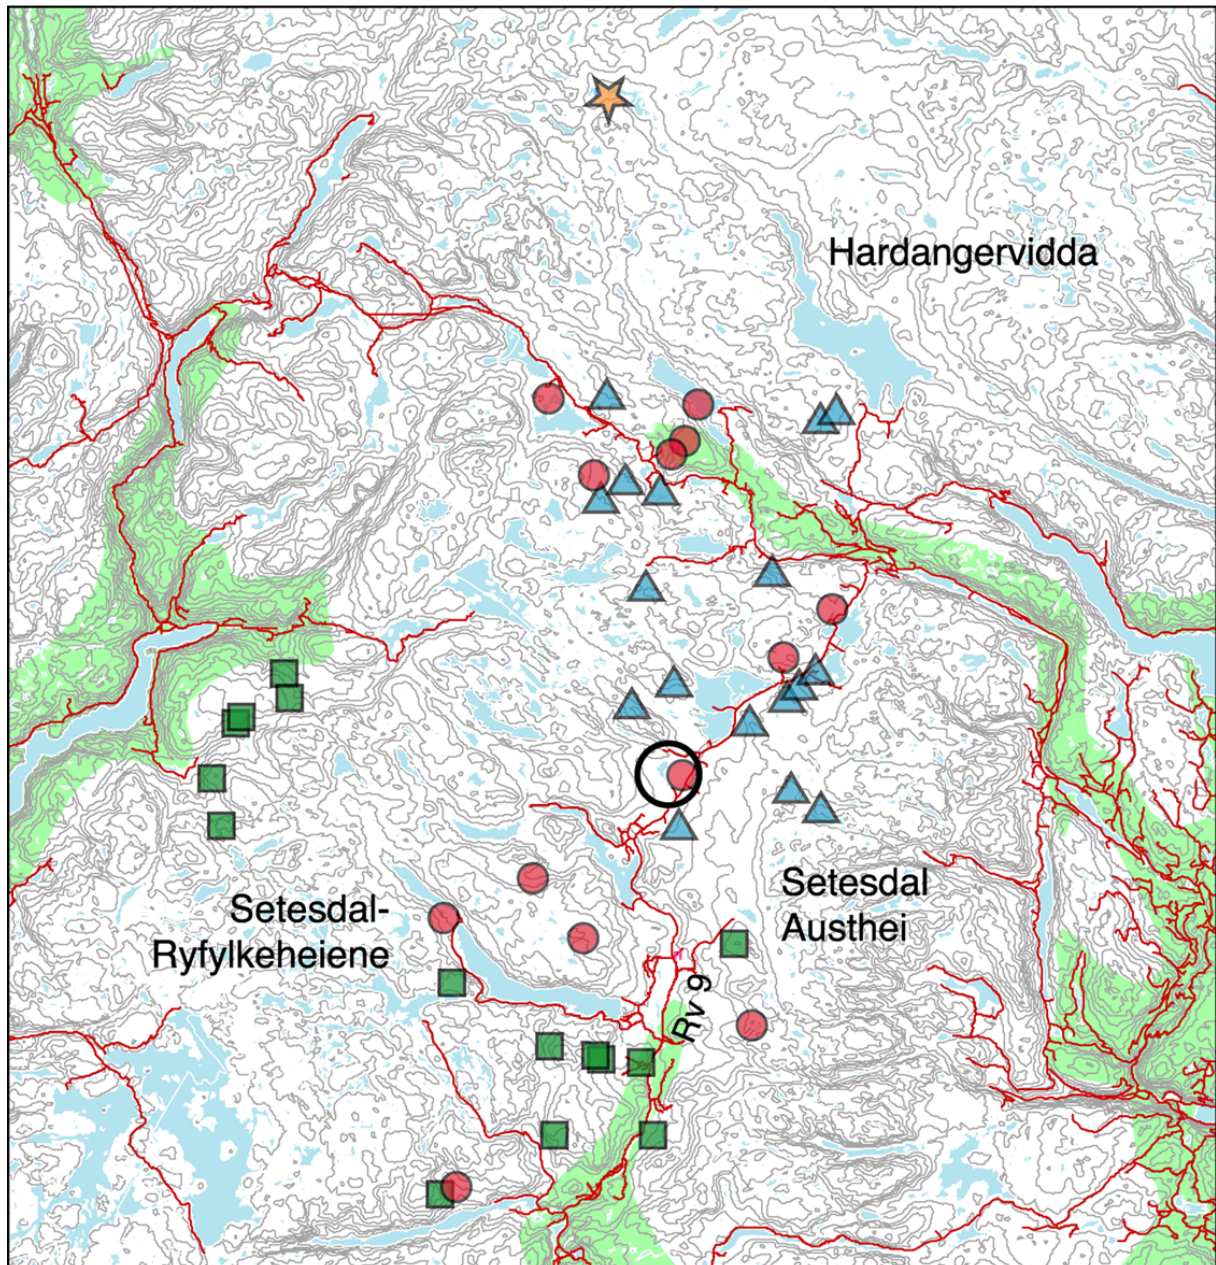 Hardangervidda
Setesdal
Austhei
Setesdal-
Ryfylkeheiene
Rv 9